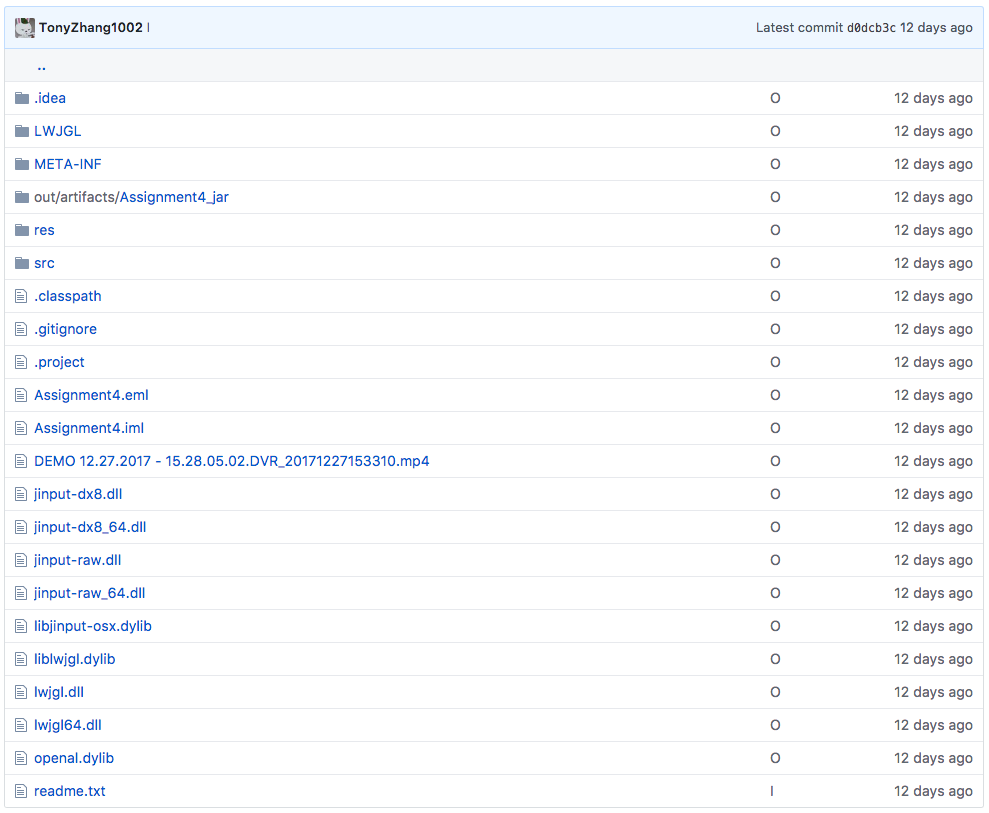 TonyZhang1002 I Latest commit d0dcb3c 12 days ago
..
.idea O 12 days ago
LWJGL O 12 days ago
META-INF O 12 days ago
out/artifacts/Assignment4_jar O 12 days ago
res O 12 days ago
src O 12 days ago
.classpath O 12 days ago
.gitignore O 12 days ago
.project O 12 days ago
Assignment4.eml O 12 days ago
Assignment4.iml O 12 days ago
DEMO 12.27.2017 - 15.28.05.02.DVR_20171227153310.mp4 O 12 days ago
jinput-dx8.dll O 12 days ago
jinput-dx8_64.dll O 12 days ago
jinput-raw.dll O 12 days ago
jinput-raw_64.dll O 12 days ago
libjinput-osx.dylib O 12 days ago
liblwjgl.dylib O 12 days ago
lwjgl.dll O 12 days ago
lwjgl64.dll O 12 days ago
openal.dylib O 12 days ago
readme.txt I 12 days ago